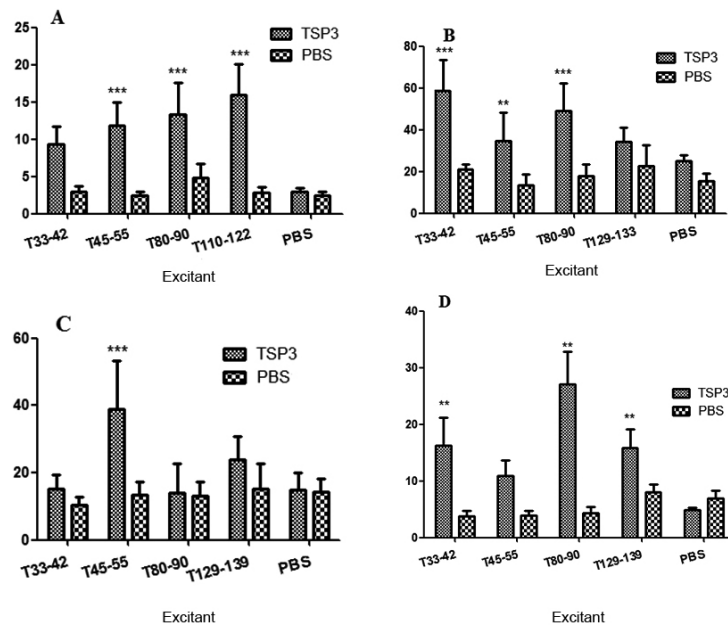 A
TSP3
PBS
25
20
15
10
5
0
***
***
***
T33-42
T45-55
T80-90
T110-122
PBS
Excitant
B
TSP3
PBS
80
60
40
20
0
***
**
***
T33-42
T45-55
T80-90
T129-133
PBS
Excitant
C
TSP3
PBS
60
40
20
0
***
T33-42
T45-55
T80-90
T129-139
PBS
Excitant
D
TSP3
PBS
40
30
20
10
0
**
**
**
T33-42
T45-55
T80-90
T129-139
PBS
Excitant